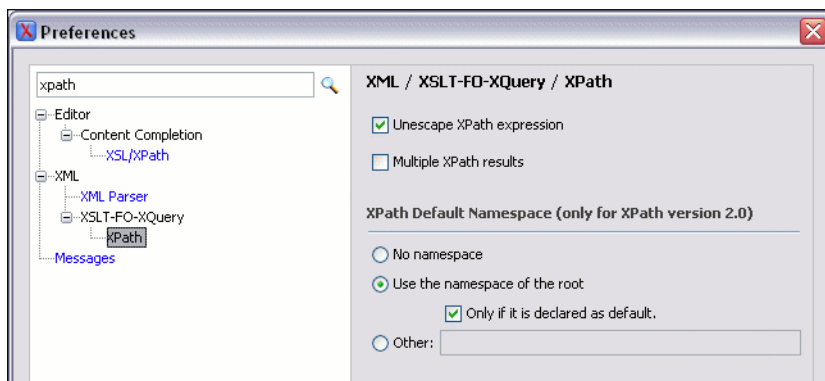 Preferences
xpath
Editor
Content Completion
XSL/XPath
XML
XML Parser
XSLT-FO-XQuery
XPath
Messages
XML / XSLT-FO-XQuery / XPath
Unescape XPath expression
Multiple XPath results
XPath Default Namespace (only for XPath version 2.0)
No namespace
Use the namespace of the root
Only if it is declared as default.
Other: